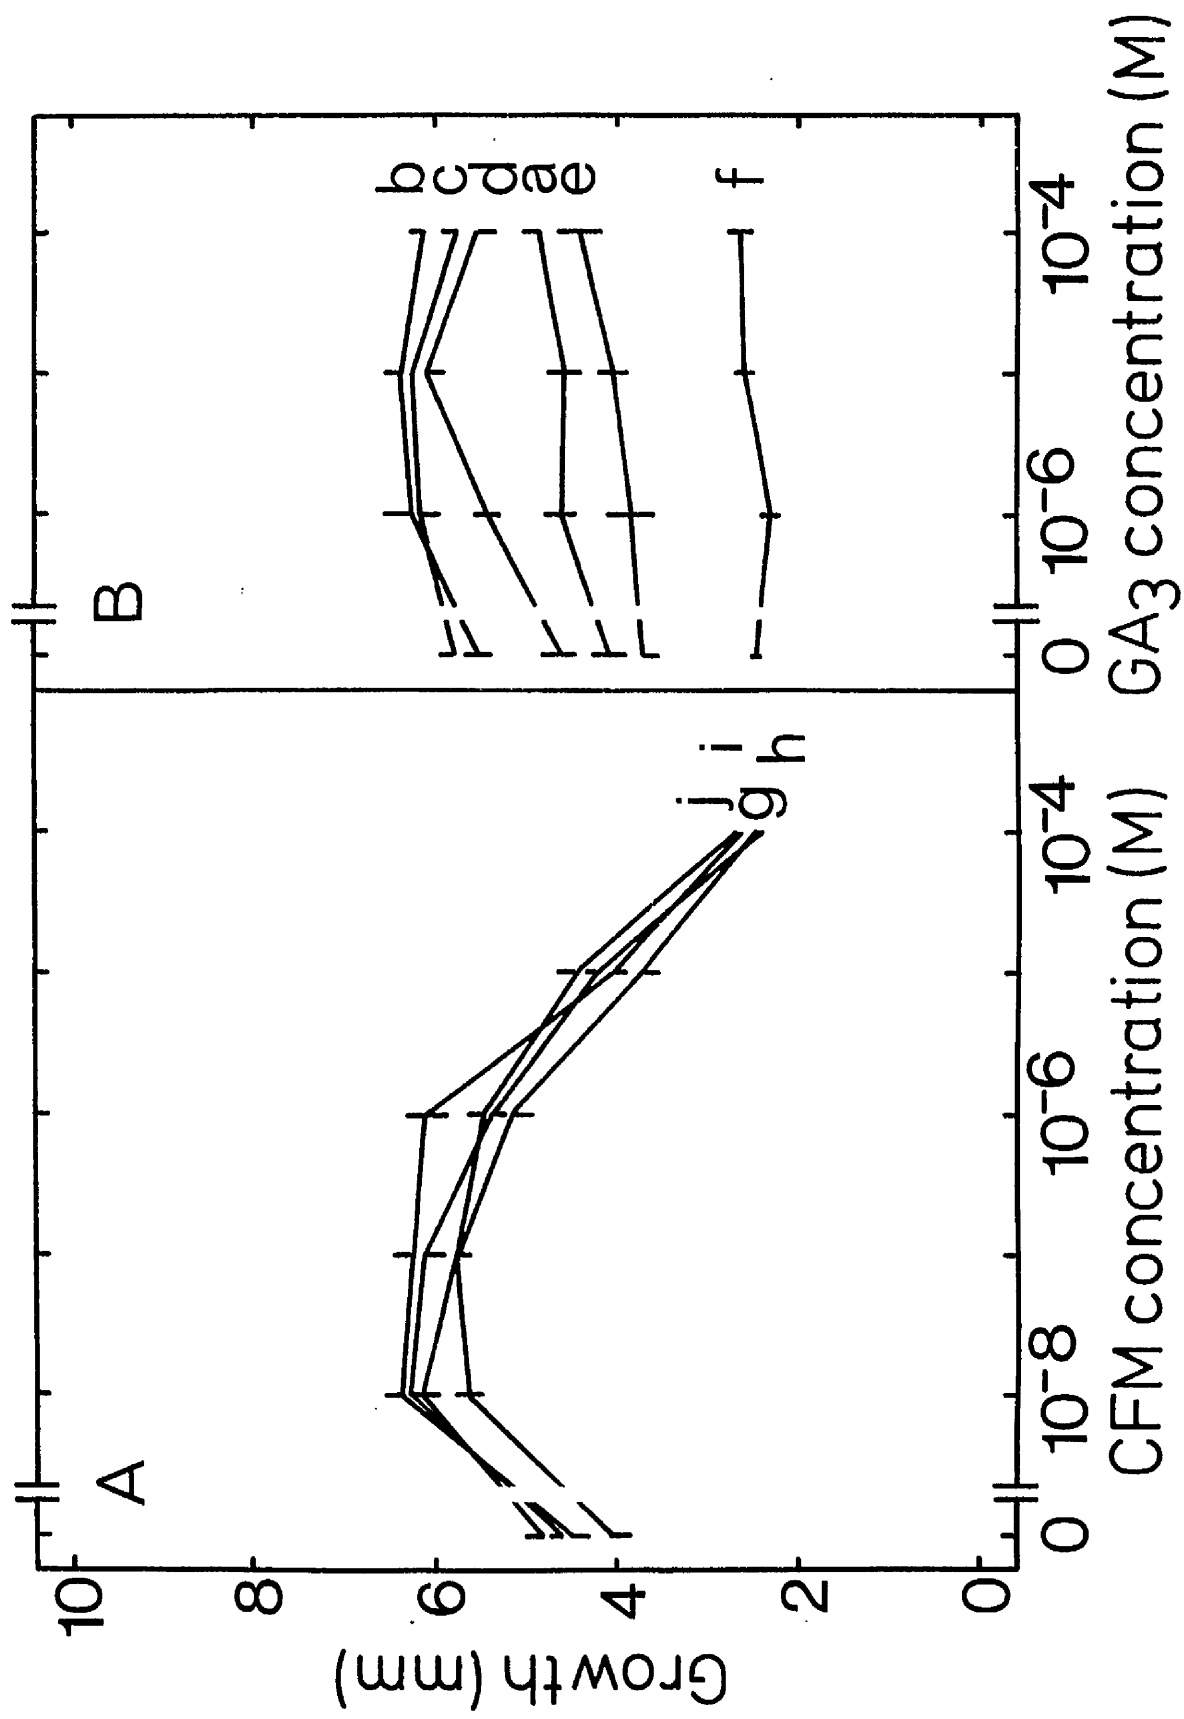 A
B
10
8
6
4
2
0
Growth (mm)
b
c
d
a
e
f
j
i
g
h
0 10⁻⁸ 10⁻⁶ 10⁻⁴ 0 10⁻⁶ 10⁻⁴
CFM concentration (M) GA3 concentration (M)